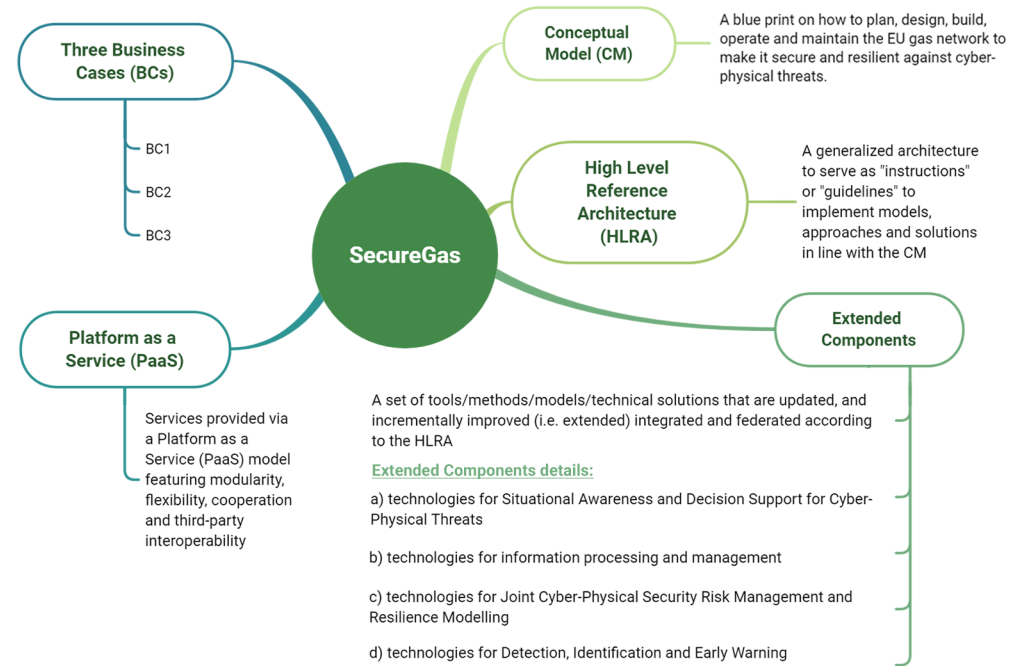 Three Business
Cases (BCs)
BC1
BC2
BC3
Conceptual
Model (CM)
A blue print on how to plan, design, build,
operate and maintain the EU gas network to
make it secure and resilient against cyber-
physical threats.
High Level
Reference
Architecture
(HLRA)
A generalized architecture
to serve as "instructions"
or "guidelines" to
implement models,
approaches and solutions
in line with the CM
SecureGas
Platform as a
Service (PaaS)
Services provided via
a Platform as a
Service (PaaS) model
featuring modularity,
flexibility, cooperation
and third-party
interoperability
Extended
Components
A set of tools/methods/models/technical solutions that are updated, and
incrementally improved (i.e. extended) integrated and federated according
to the HLRA
Extended Components details:
a) technologies for Situational Awareness and Decision Support for Cyber-
Physical Threats
b) technologies for information processing and management
c) technologies for Joint Cyber-Physical Security Risk Management and
Resilience Modelling
d) technologies for Detection, Identification and Early Warning